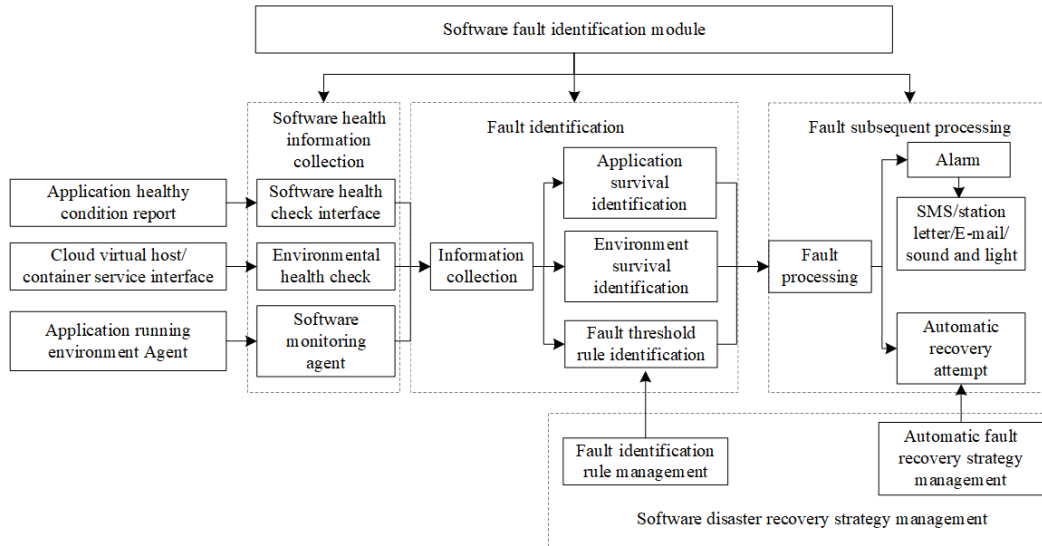 Software fault identification module
Software health
information
collection
Fault identification
Fault subsequent processing
Application healthy
condition report
Software health
check interface
Application
survival
identification
Alarm
SMS/station
letter/E-mail/
sound and light
Cloud virtual host/
container service interface
Environmental
health check
Information
collection
Environment
survival
identification
Fault
processing
Application running
environment Agent
Software
monitoring
agent
Fault threshold
rule identification
Automatic
recovery
attempt
Fault identification
rule management
Automatic fault
recovery strategy
management
Software disaster recovery strategy management